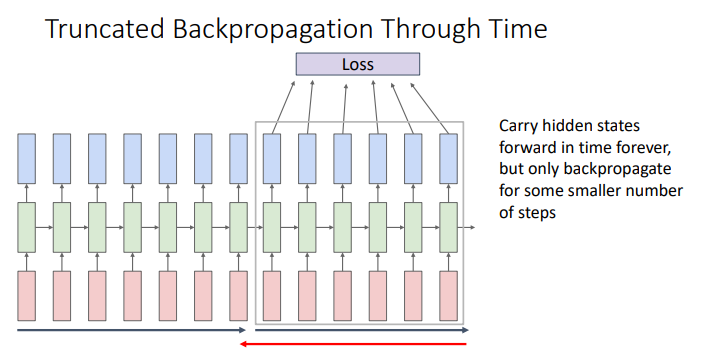 Truncated Backpropagation Through Time
Loss
Carry hidden states
forward in time forever,
but only backpropagate
for some smaller number
of steps